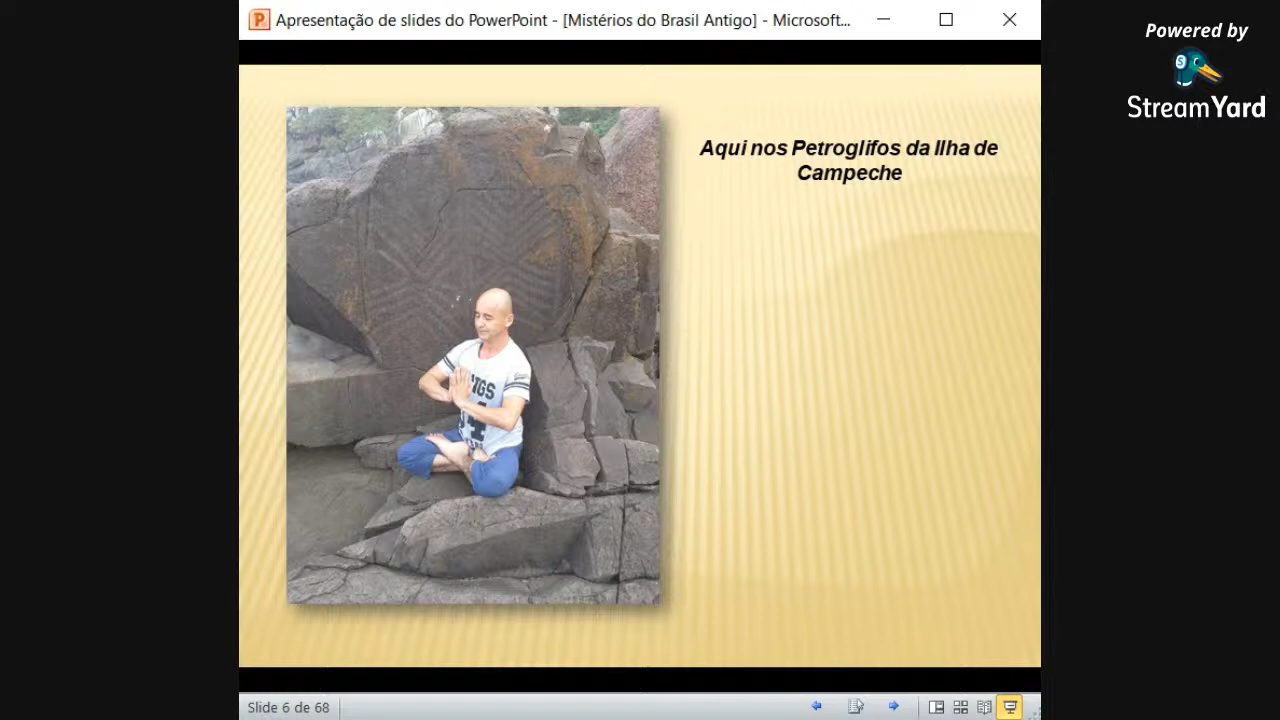 Apresentação de slides do PowerPoint - [Mistérios do Brasil Antigo] - Microsoft...
Powered by
StreamYard
Aqui nos Petroglifos da Ilha de
Campeche
Slide 6 de 68